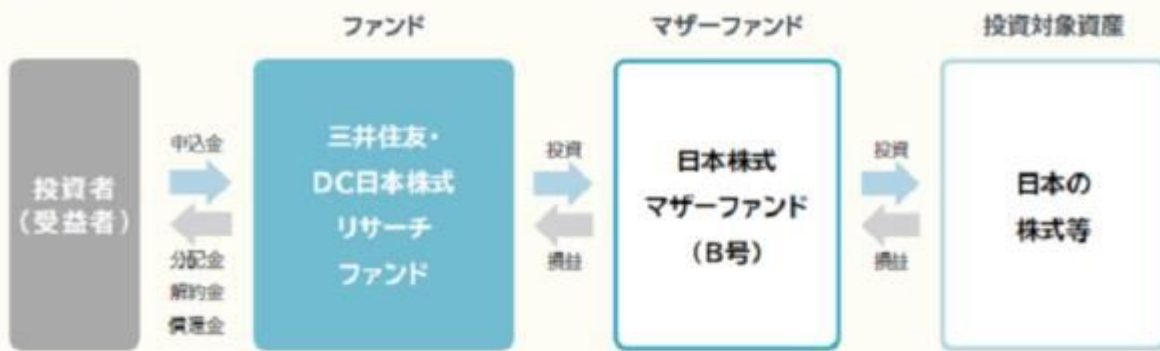 ファンド
マザーファンド
投資対象資産
投資者
(受益者)
申込金
分配金
解約金
償還金
三井住友・
DC日本株式
リサーチ
ファンド
投資
損益
日本株式
マザーファンド
(B号)
投資
損益
日本の
株式等